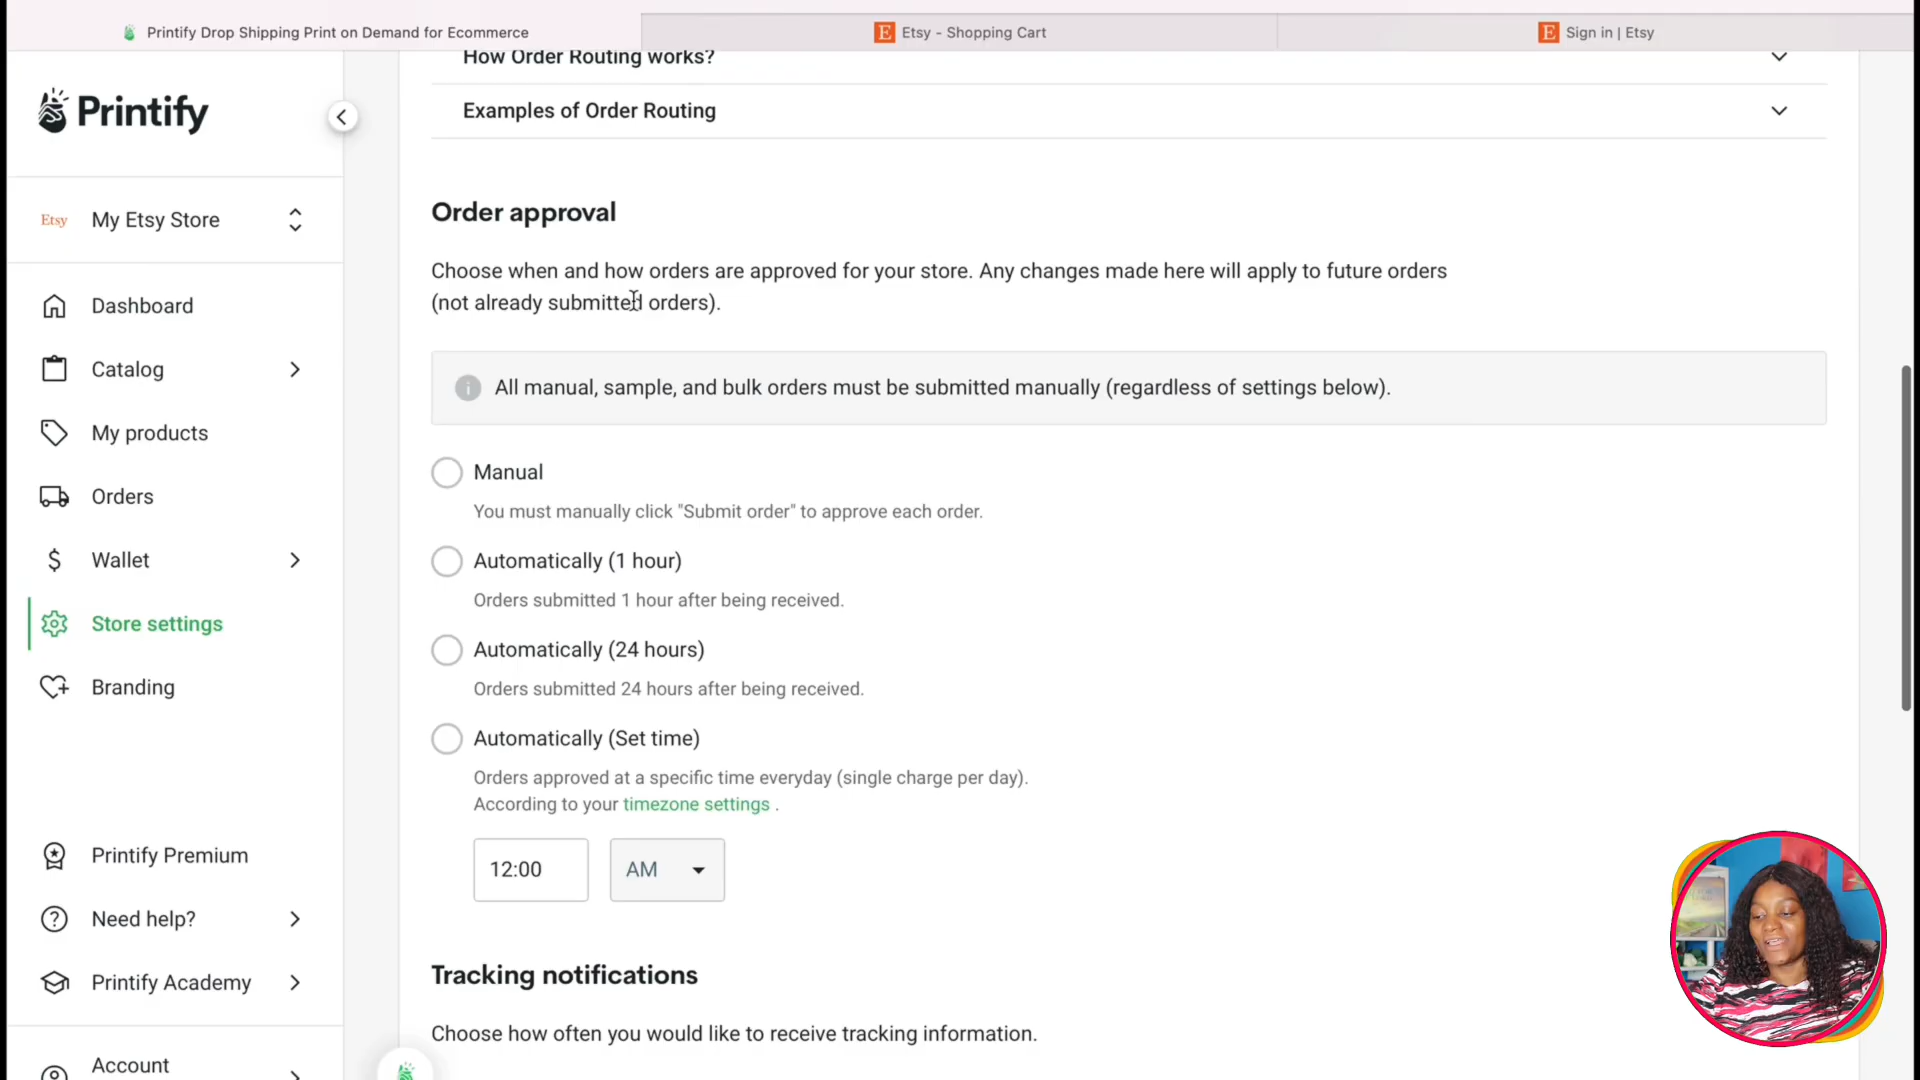 Printify Drop Shipping Print on Demand for Ecommerce
E Etsy - Shopping Cart
E Sign in | Etsy
Printify
Etsy My Etsy Store
Dashboard
Catalog
My products
Orders
$ Wallet
Store settings
Branding
Printify Premium
Need help?
Printify Academy
Account
How Order Routing works?
Examples of Order Routing
Order approval
Choose when and how orders are approved for your store. Any changes made here will apply to future orders
(not already submitted orders).
All manual, sample, and bulk orders must be submitted manually (regardless of settings below).
Manual
You must manually click "Submit order" to approve each order.
Automatically (1 hour)
Orders submitted 1 hour after being received.
Automatically (24 hours)
Orders submitted 24 hours after being received.
Automatically (Set time)
Orders approved at a specific time everyday (single charge per day).
According to your timezone settings .
12:00 AM
Tracking notifications
Choose how often you would like to receive tracking information.